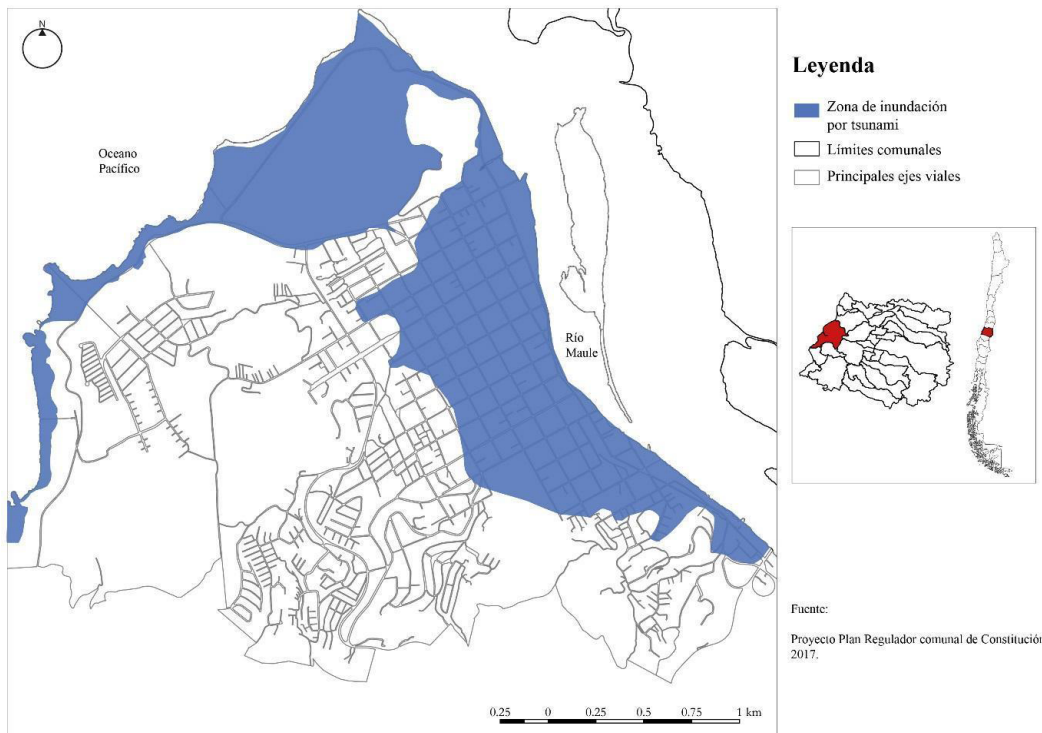 N
Oceano
Pacífico
Río
Maule
0.25 0 0.25 0.5 0.75 1 km
Leyenda
Zona de inundación
por tsunami
Límites comunales
Principales ejes viales
Fuente:
Proyecto Plan Regulador comunal de Constitución
2017.